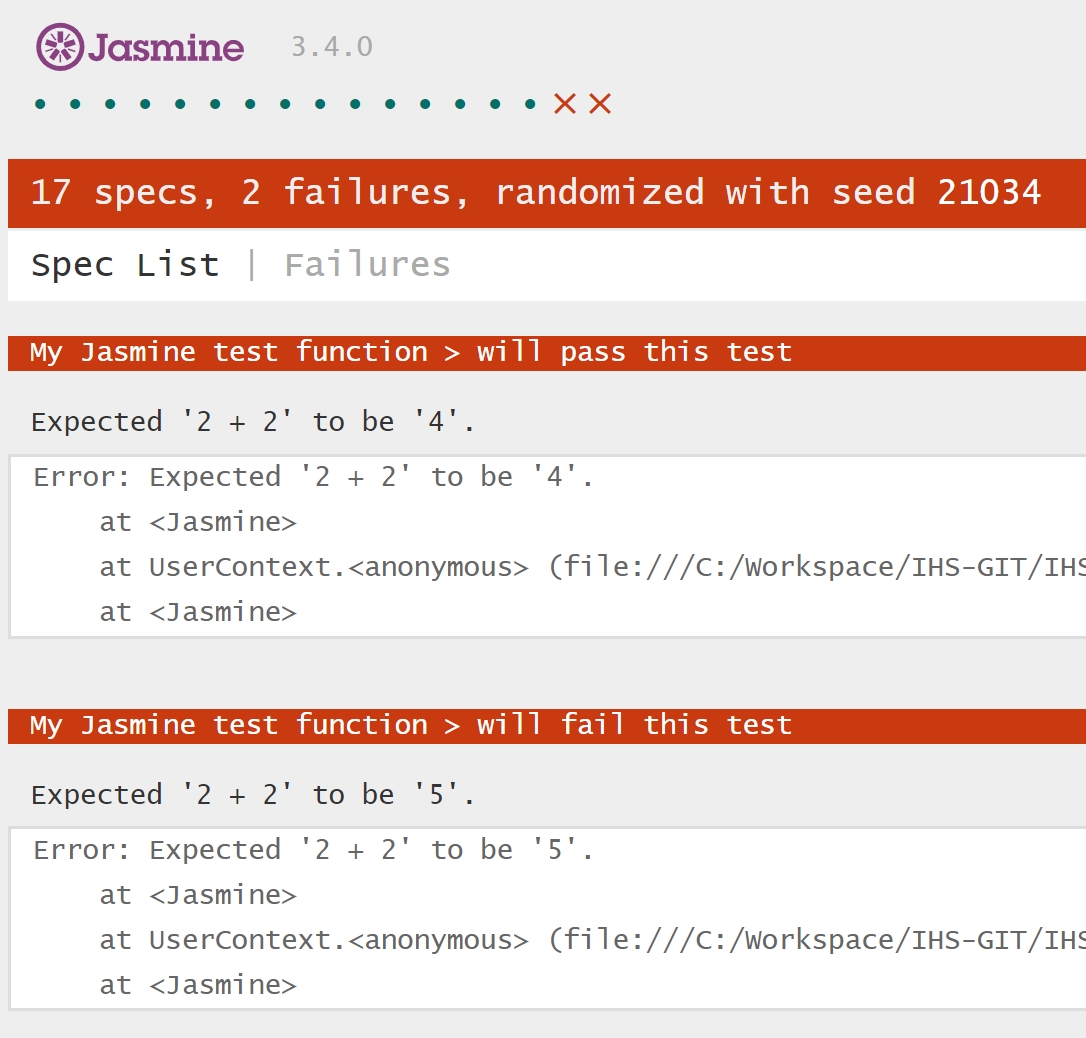 Jasmine 3.4.0
• • • • • • • • • • • • • • • × ×
17 specs, 2 failures, randomized with seed 21034
Spec List | Failures
My Jasmine test function > will pass this test
Expected '2 + 2' to be '4'.
Error: Expected '2 + 2' to be '4'.
at <Jasmine>
at UserContext.<anonymous> (file:///C:/Workspace/IHS-GIT/IHS
at <Jasmine>
My Jasmine test function > will fail this test
Expected '2 + 2' to be '5'.
Error: Expected '2 + 2' to be '5'.
at <Jasmine>
at UserContext.<anonymous> (file:///C:/Workspace/IHS-GIT/IHS
at <Jasmine>